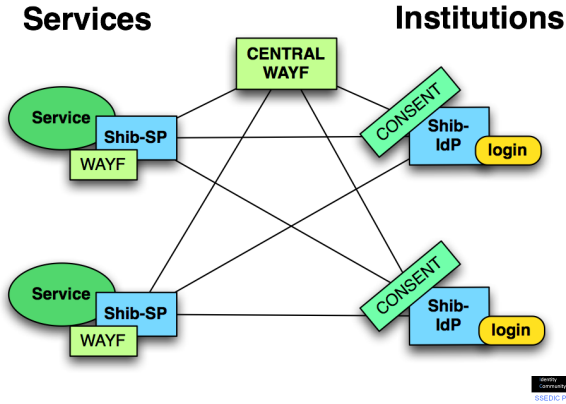 Services
Institutions
CENTRAL
WAYF
Service
Shib-SP
WAYF
CONSENT
Shib-
IdP
login
Service
Shib-SP
WAYF
CONSENT
Shib-
IdP
login
Identity
Community
SSEDIC P